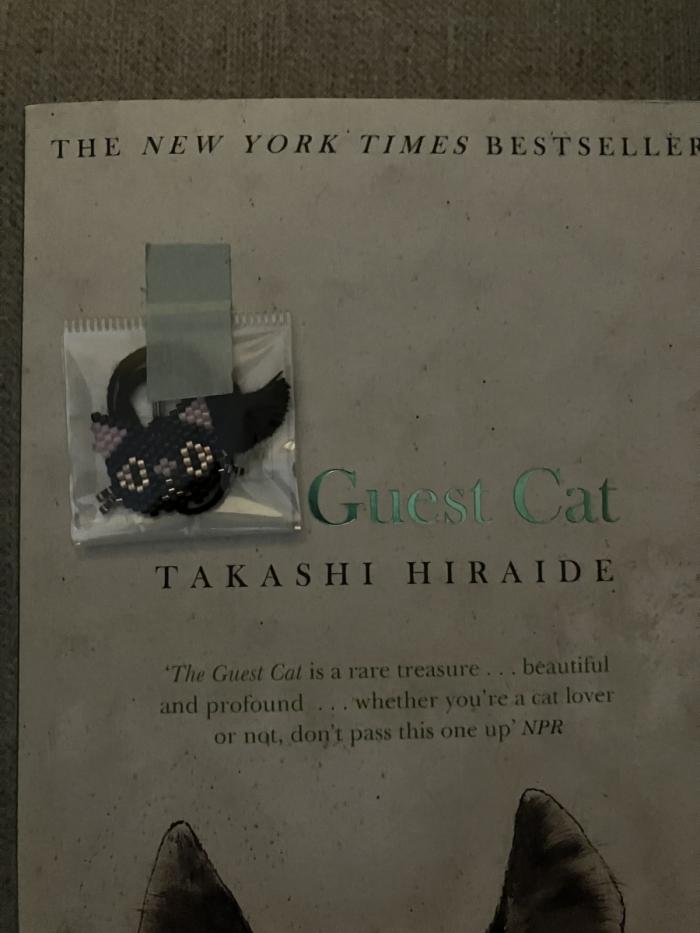 THE NEW YORK TIMES BESTSELLER
Guest Cat
TAKASHI HIRAIDE
‘The Guest Cat is a rare treasure . . . beautiful
and profound . . . whether you’re a cat lover
or not, don’t pass this one up’ NPR